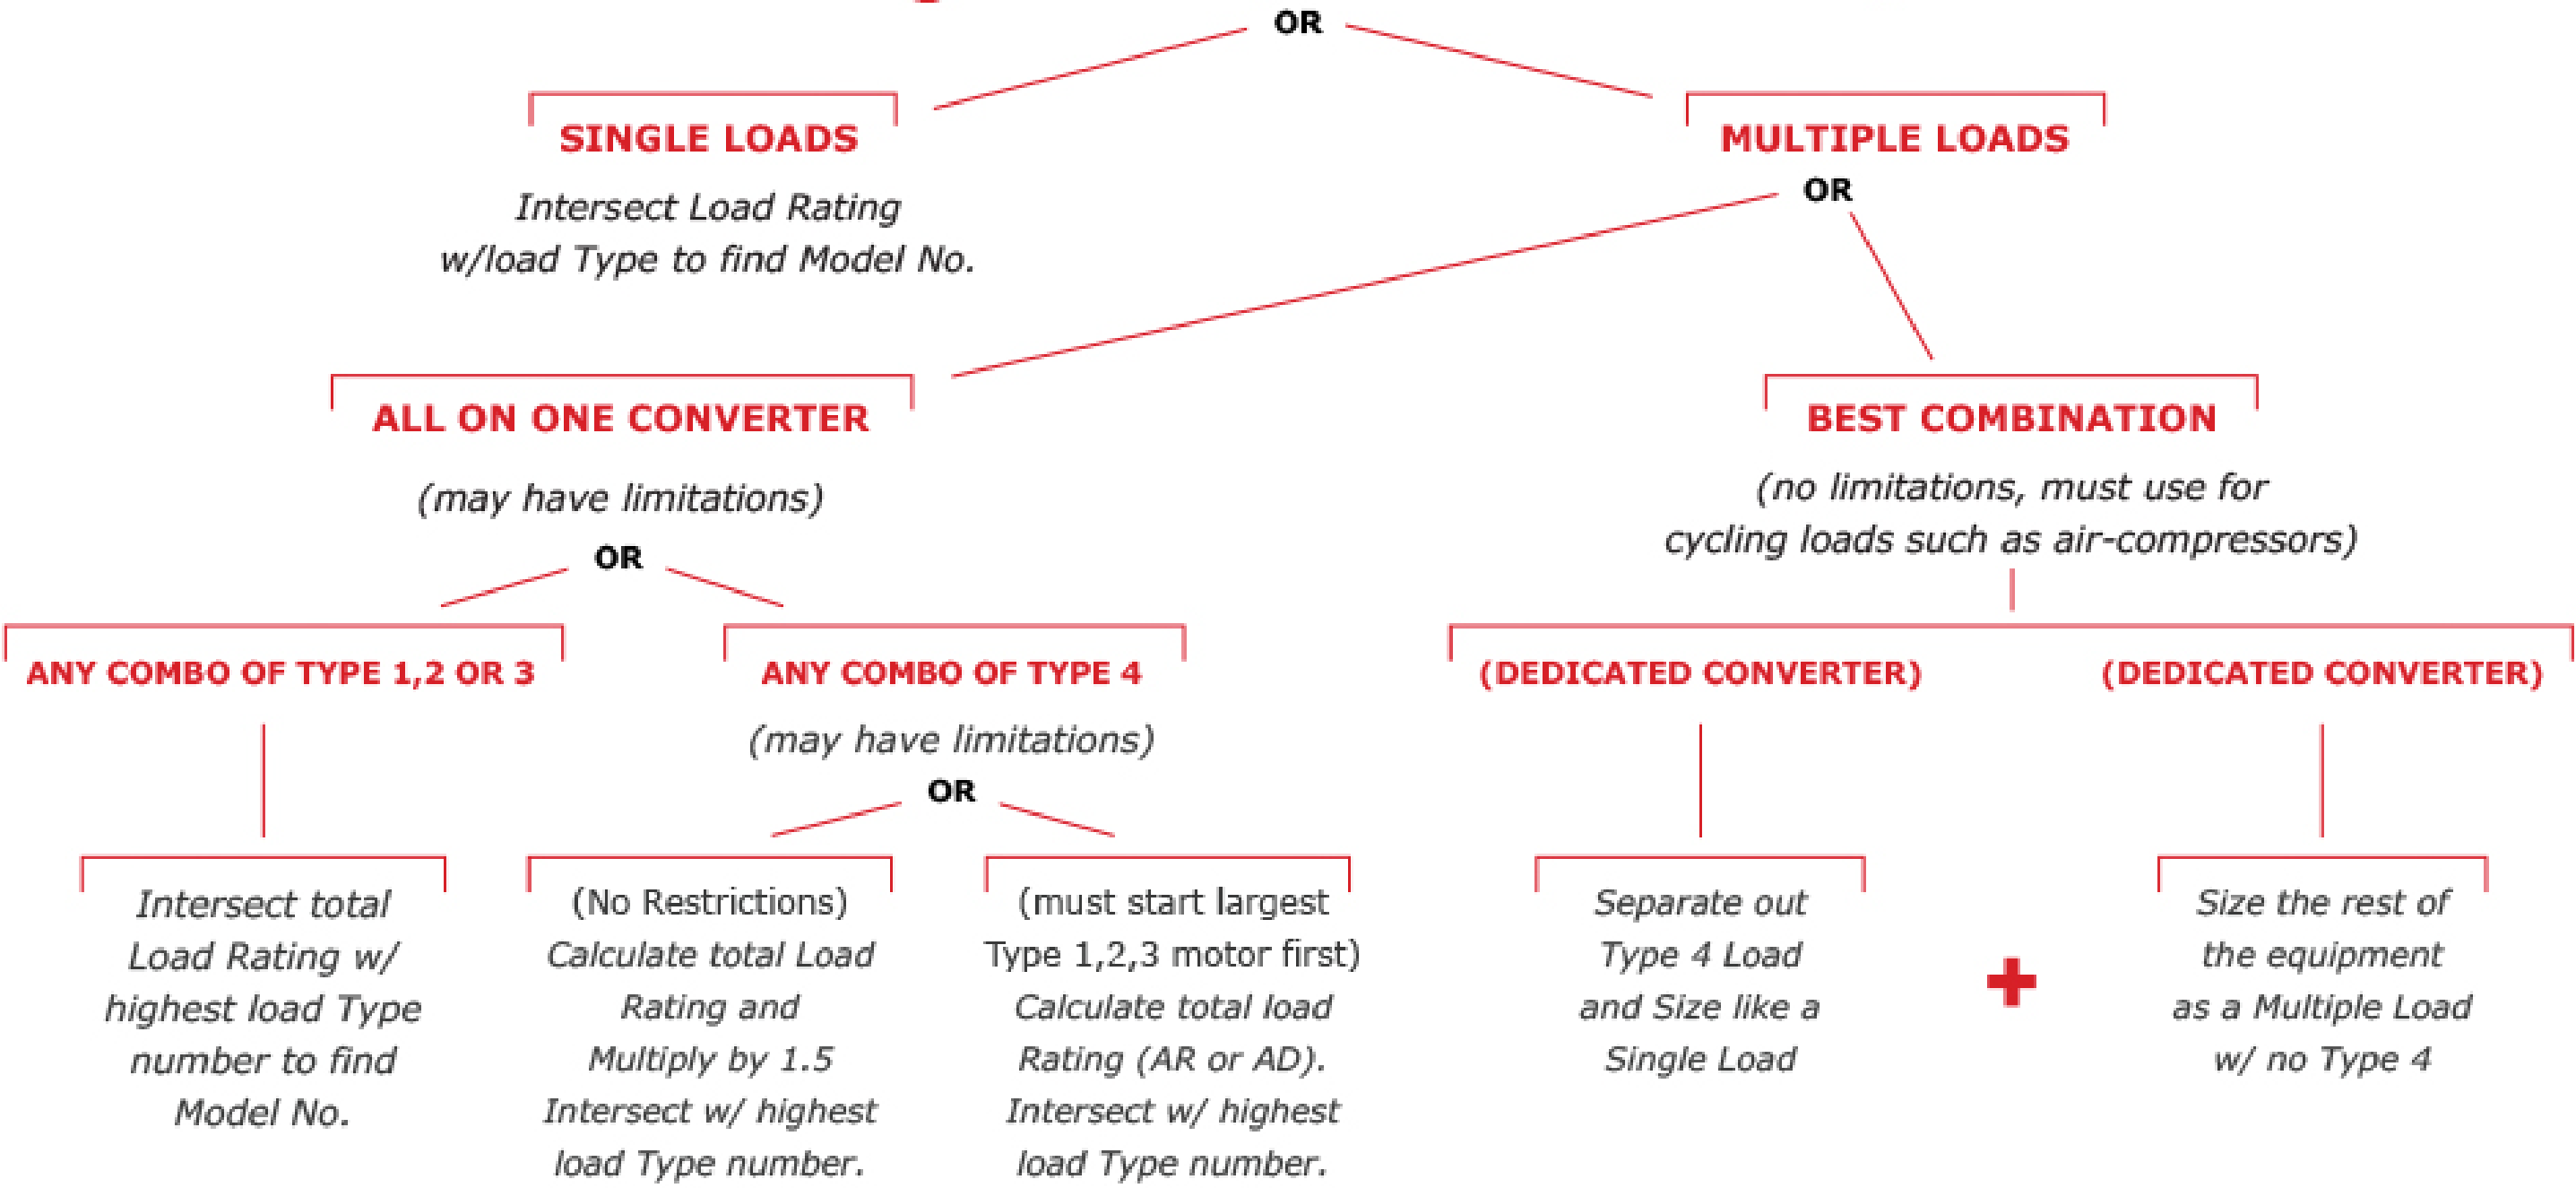 OR
SINGLE LOADS
Intersect Load Rating
w/load Type to find Model No.
MULTIPLE LOADS
OR
ALL ON ONE CONVERTER
(may have limitations)
OR
BEST COMBINATION
(no limitations, must use for
cycling loads such as air-compressors)
ANY COMBO OF TYPE 1,2 OR 3
Intersect total
Load Rating w/
highest load Type
number to find
Model No.
ANY COMBO OF TYPE 4
(may have limitations)
OR
(No Restrictions)
Calculate total Load
Rating and
Multiply by 1.5
Intersect w/ highest
load Type number.
(must start largest
Type 1,2,3 motor first)
Calculate total load
Rating (AR or AD).
Intersect w/ highest
load Type number.
(DEDICATED CONVERTER)
Separate out
Type 4 Load
and Size like a
Single Load
+
(DEDICATED CONVERTER)
Size the rest of
the equipment
as a Multiple Load
w/ no Type 4